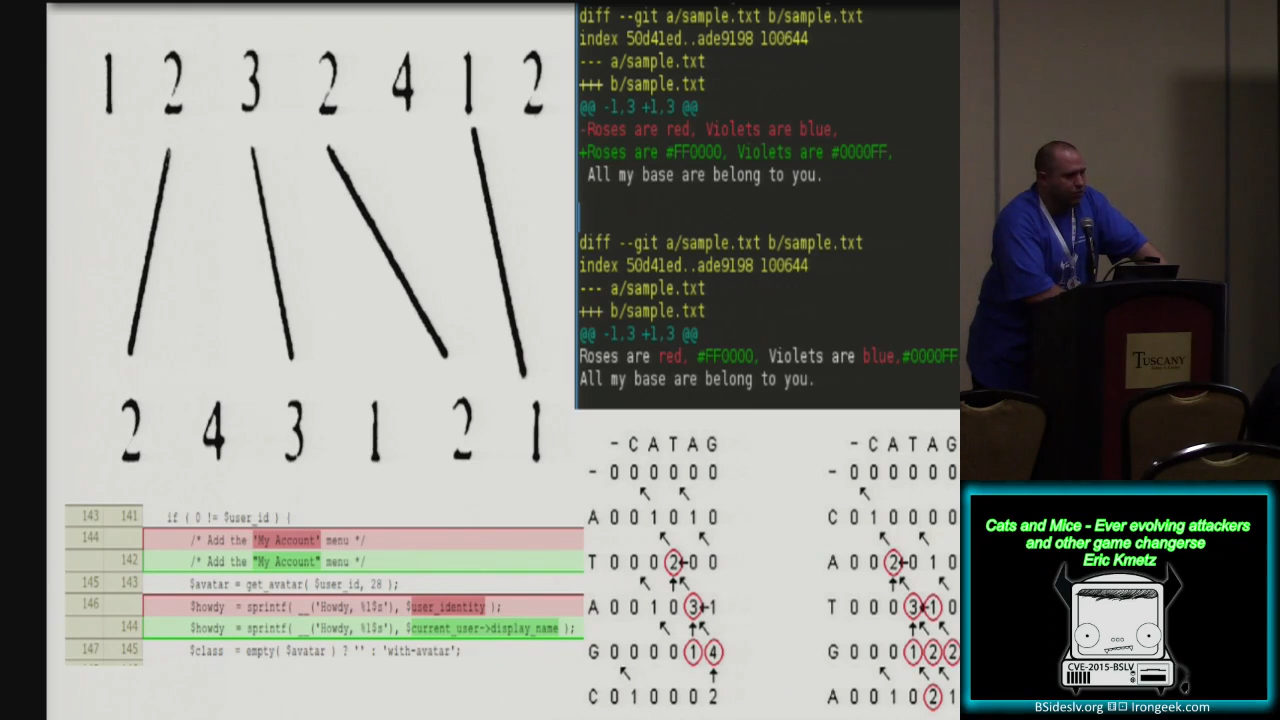 1 2 3 2 4 1 2
2 4 3 1 2 1
diff --git a/sample.txt b/sample.txt
index 50d41ed..ade9198 100644
--- a/sample.txt
+++ b/sample.txt
@@ -1,3 +1,3 @@
-Roses are red, Violets are blue,
+Roses are #FF0000, Violets are #0000FF,
All my base are belong to you.
diff --git a/sample.txt b/sample.txt
index 50d41ed..ade9198 100644
--- a/sample.txt
+++ b/sample.txt
@@ -1,3 +1,3 @@
Roses are red, #FF0000, Violets are blue,#0000FF
All my base are belong to you.
143 141 if ( 0 != $user_id ) {
144 /* Add the 'My Account' menu */
142 /* Add the "My Account" menu */
145 143 $avatar = get_avatar( $user_id, 28 );
146 $howdy = sprintf( __('Howdy, %1$s'), $user_identity );
144 $howdy = sprintf( __('Howdy, %1$s'), $current_user->display_name );
147 145 $class = empty( $avatar ) ? '' : 'with-avatar';
- C A T A G
- 0 0 0 0 0 0
A 0 0 1 0 1 0
T 0 0 0 2 0 0
A 0 0 1 0 3 1
G 0 0 0 0 1 4
C 0 1 0 0 0 2
- C A T A G
- 0 0 0 0 0 0
C 0 1 0 0 0 0
A 0 0 2 0 1 0
T 0 0 0 3 1 0
G 0 0 0 1 2 2
A 0 0 1 0 2 1
TUSCANY
Cats and Mice - Ever evolving attackers
and other game changerse
Eric Kmetz
CVE-2015-BSLV
BSideslv.org Irongeek.com